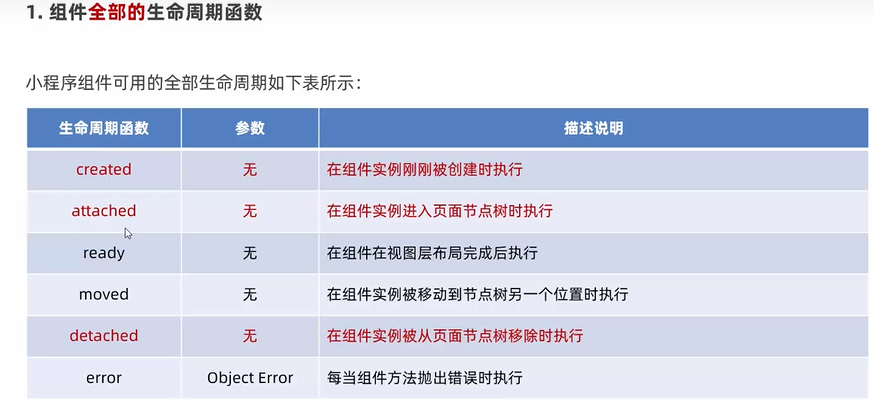 1. 组件全部的生命周期函数
小程序组件可用的全部生命周期如下表所示：
生命周期函数 参数 描述说明
created 无 在组件实例刚刚被创建时执行
attached 无 在组件实例进入页面节点树时执行
ready 无 在组件在视图层布局完成后执行
moved 无 在组件实例被移动到节点树另一个位置时执行
detached 无 在组件实例被从页面节点树移除时执行
error Object Error 每当组件方法抛出错误时执行